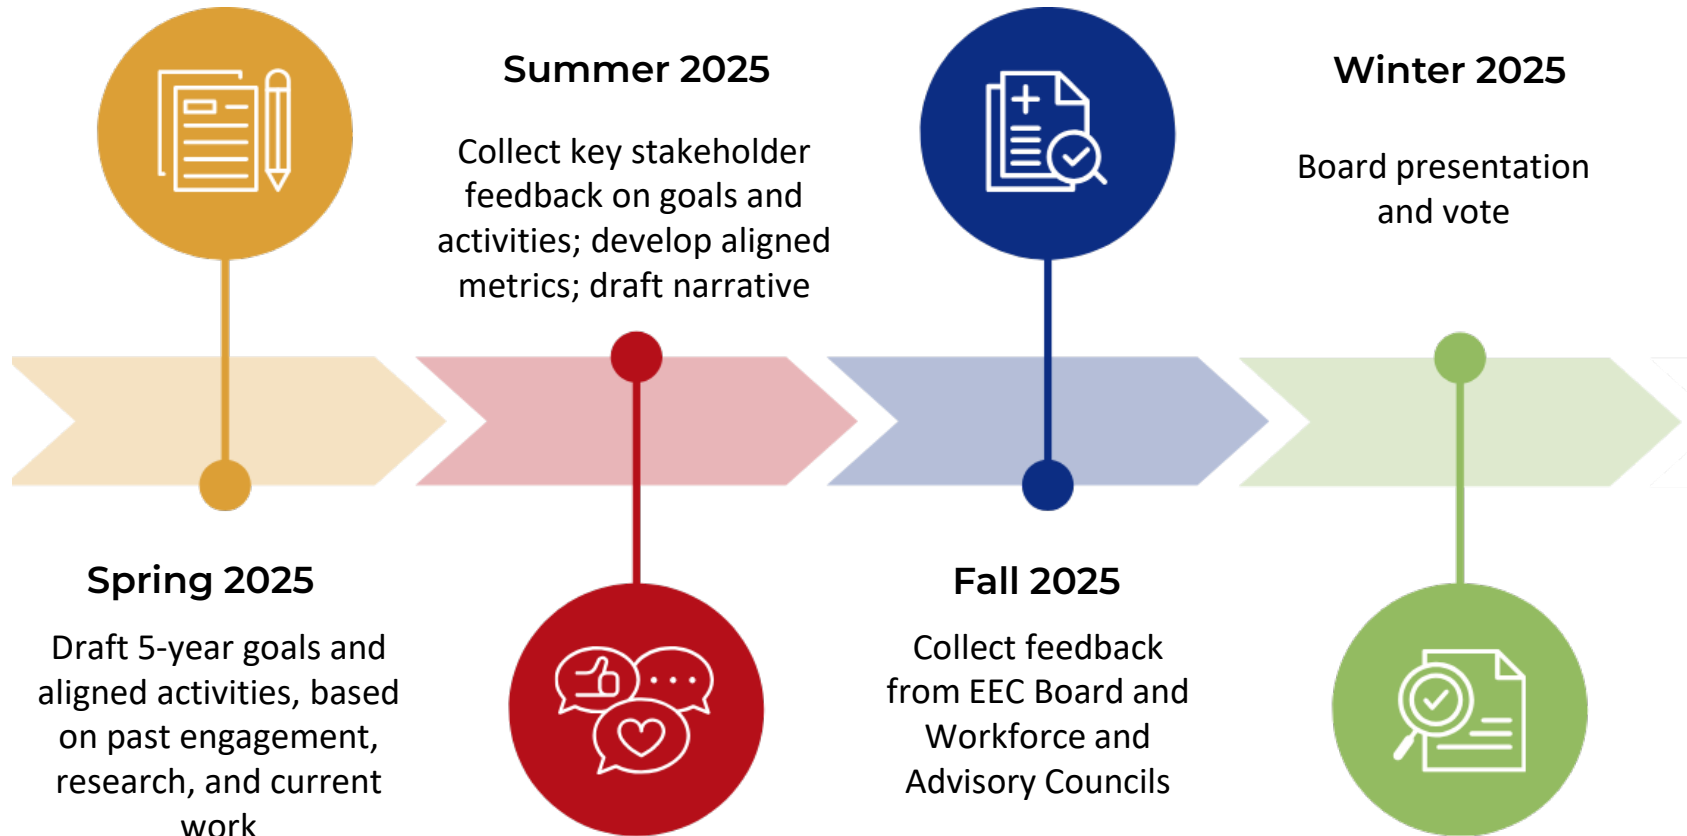 Spring 2025
Draft 5-year goals and
aligned activities, based
on past engagement,
research, and current
work
Summer 2025
Collect key stakeholder
feedback on goals and
activities; develop aligned
metrics; draft narrative
Fall 2025
Collect feedback
from EEC Board and
Workforce and
Advisory Councils
Winter 2025
Board presentation
and vote